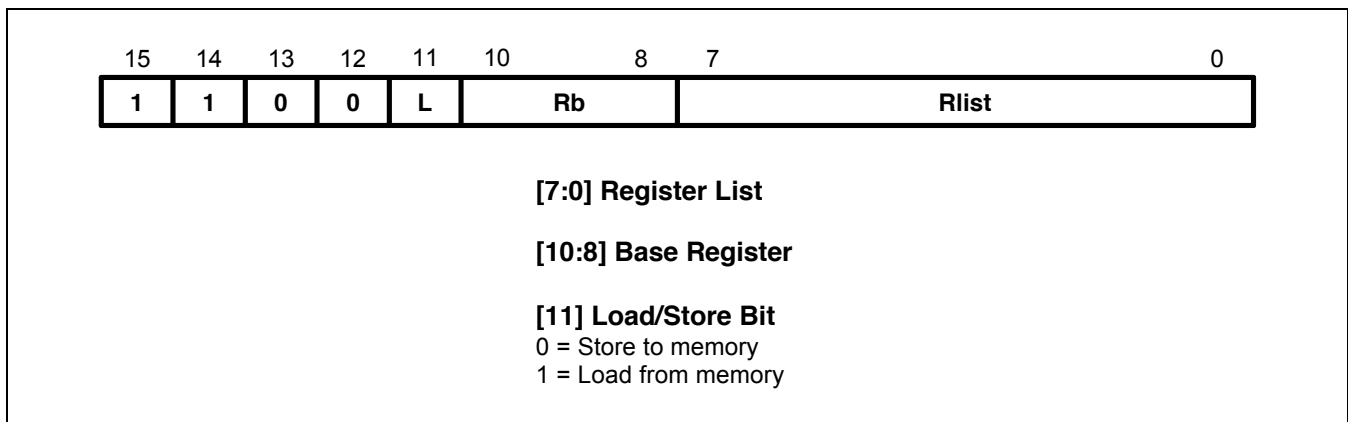 15 14 13 12 11 10 8 7 0
1 1 0 0 L Rb Rlist
[7:0] Register List
[10:8] Base Register
[11] Load/Store Bit
0 = Store to memory
1 = Load from memory